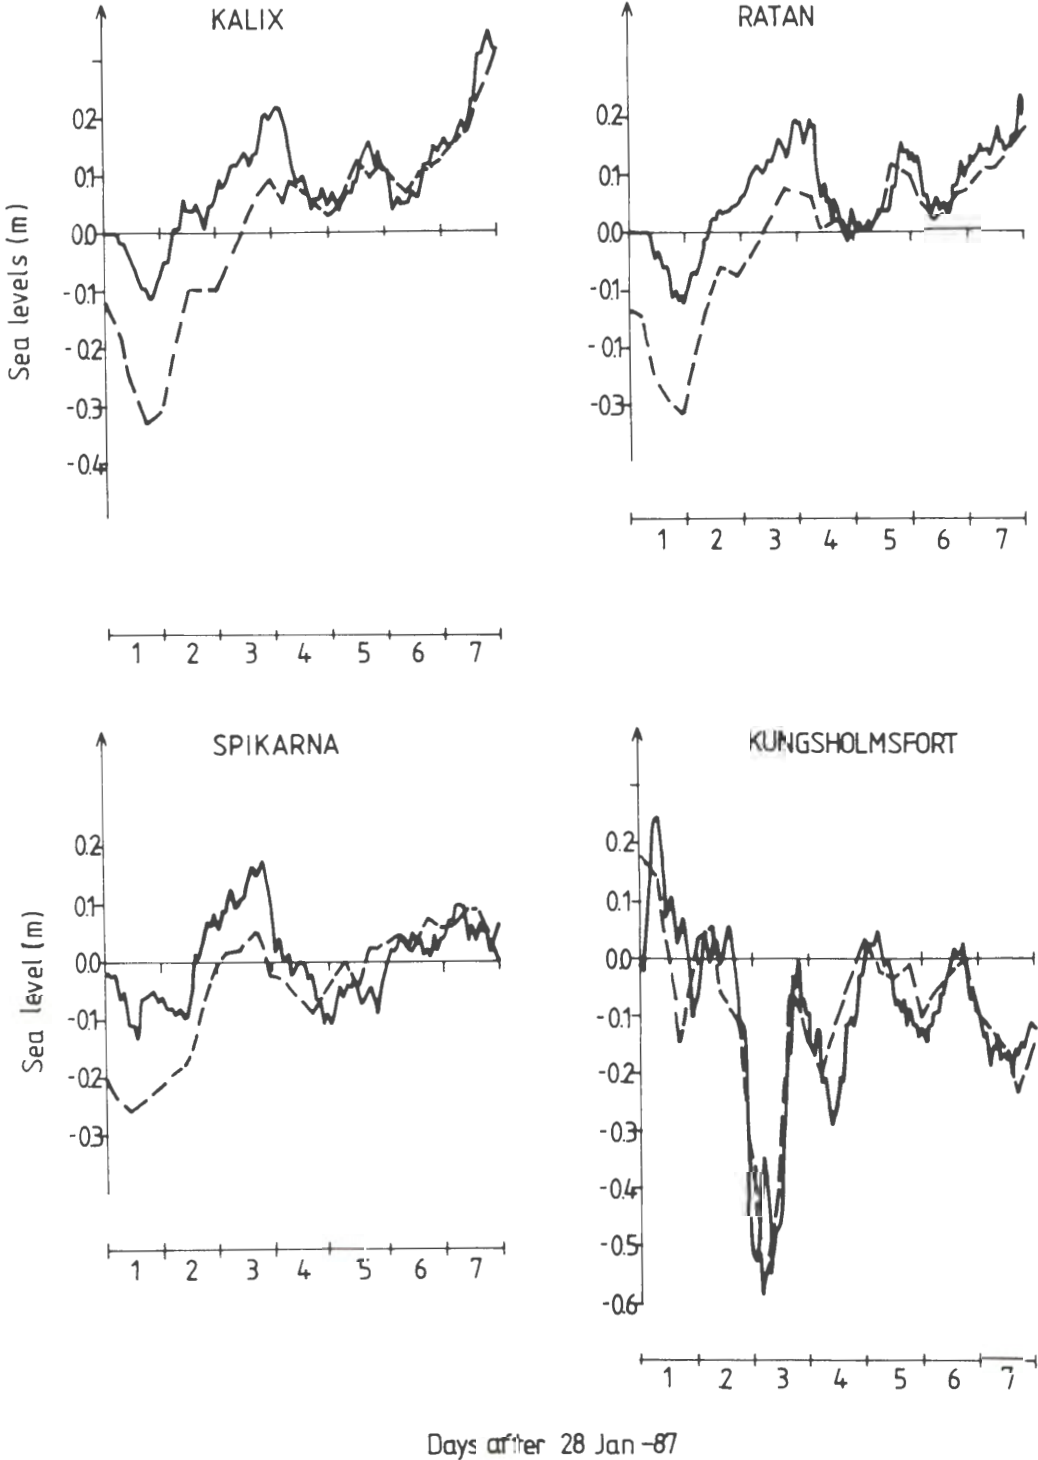 KALIX
0.2
0.1
0.0
-0.1
-0.2
-0.3
-0.4
Sea levels (m)
1 2 3 4 5 6 7
RATAN
0.2
0.1
0.0
-0.1
-0.1
-0.3
1 2 3 4 5 6 7
SPIKARNA
0.2
0.1
0.0
-0.1
-0.2
-0.3
Sea level (m)
1 2 3 4 5 6 7
KUNGSHOLMSFORT
0.2
0.1
0.0
-0.1
-0.2
-0.3
-0.4
-0.5
-0.6
1 2 3 4 5 6 7
Days after 28 Jan -87